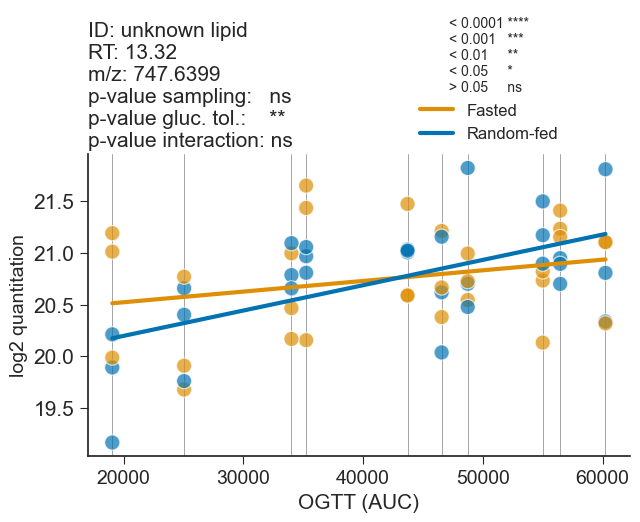 ID: unknown lipid
RT: 13.32
m/z: 747.6399
p-value sampling: ns
p-value gluc. tol.: **
p-value interaction: ns
< 0.0001 ****
< 0.001 ***
< 0.01 **
< 0.05 *
> 0.05 ns
Fasted
Random-fed
log2 quantitation
21.5
21.0
20.5
20.0
19.5
20000 30000 40000 50000 60000
OGTT (AUC)